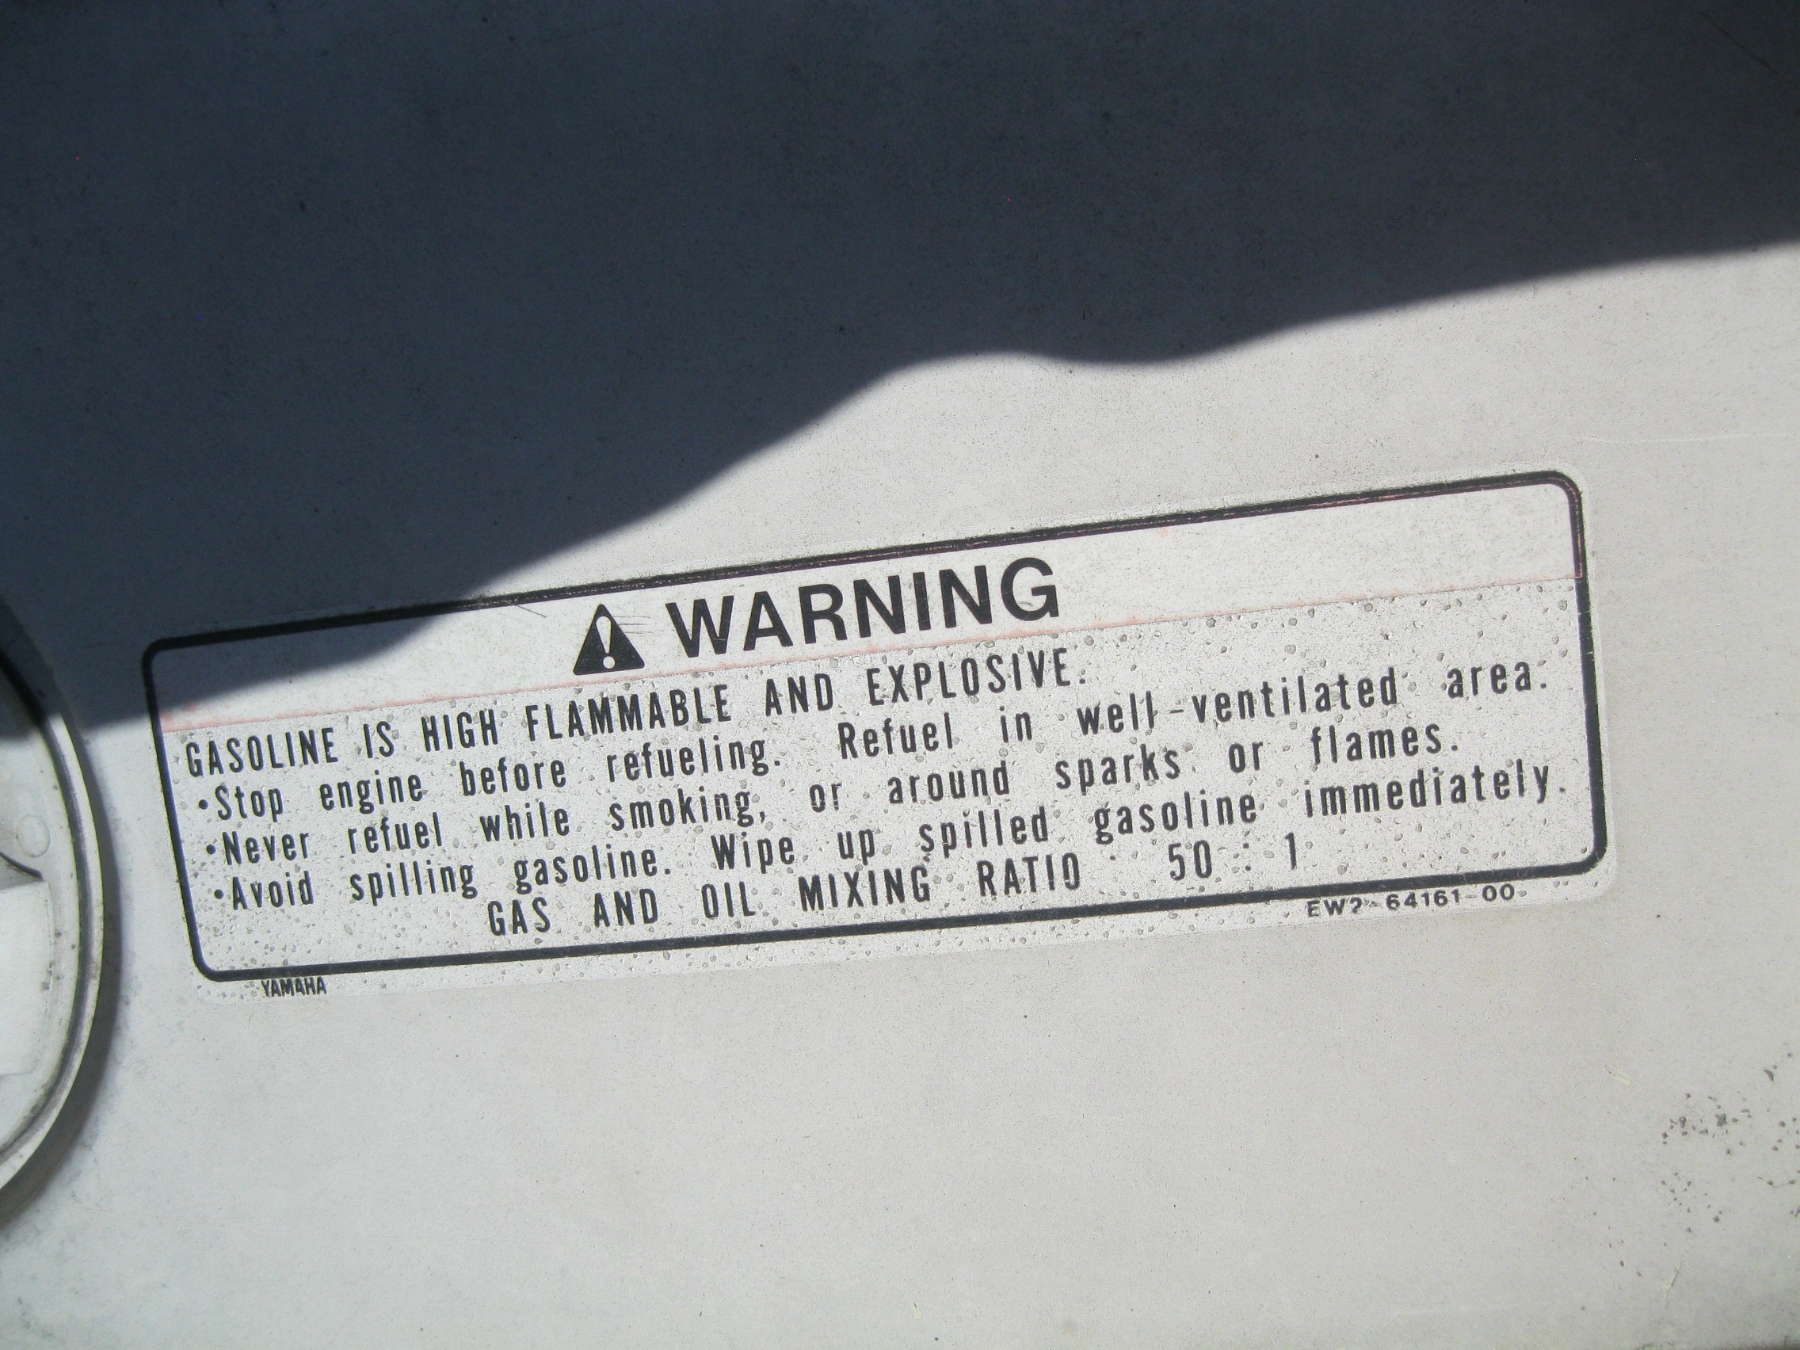 WARNING
GASOLINE IS HIGH FLAMMABLE AND EXPLOSIVE.
•Stop engine before refueling. Refuel in well-ventilated area.
•Never refuel while smoking, or around sparks or flames.
•Avoid spilling gasoline. Wipe up spilled gasoline immediately.
GAS AND OIL MIXING RATIO 50 : 1
EW2-64161-00
YAMAHA